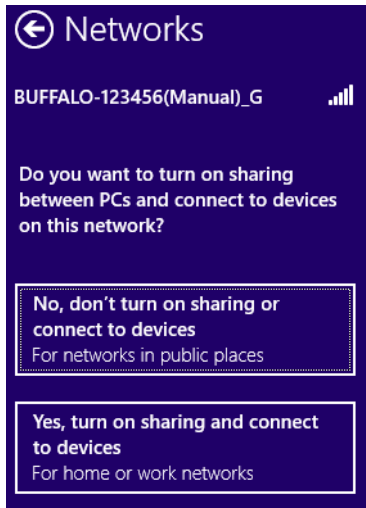 Networks
BUFFALO-123456(Manual)_G
Do you want to turn on sharing
between PCs and connect to devices
on this network?
No, don't turn on sharing or
connect to devices
For networks in public places
Yes, turn on sharing and connect
to devices
For home or work networks